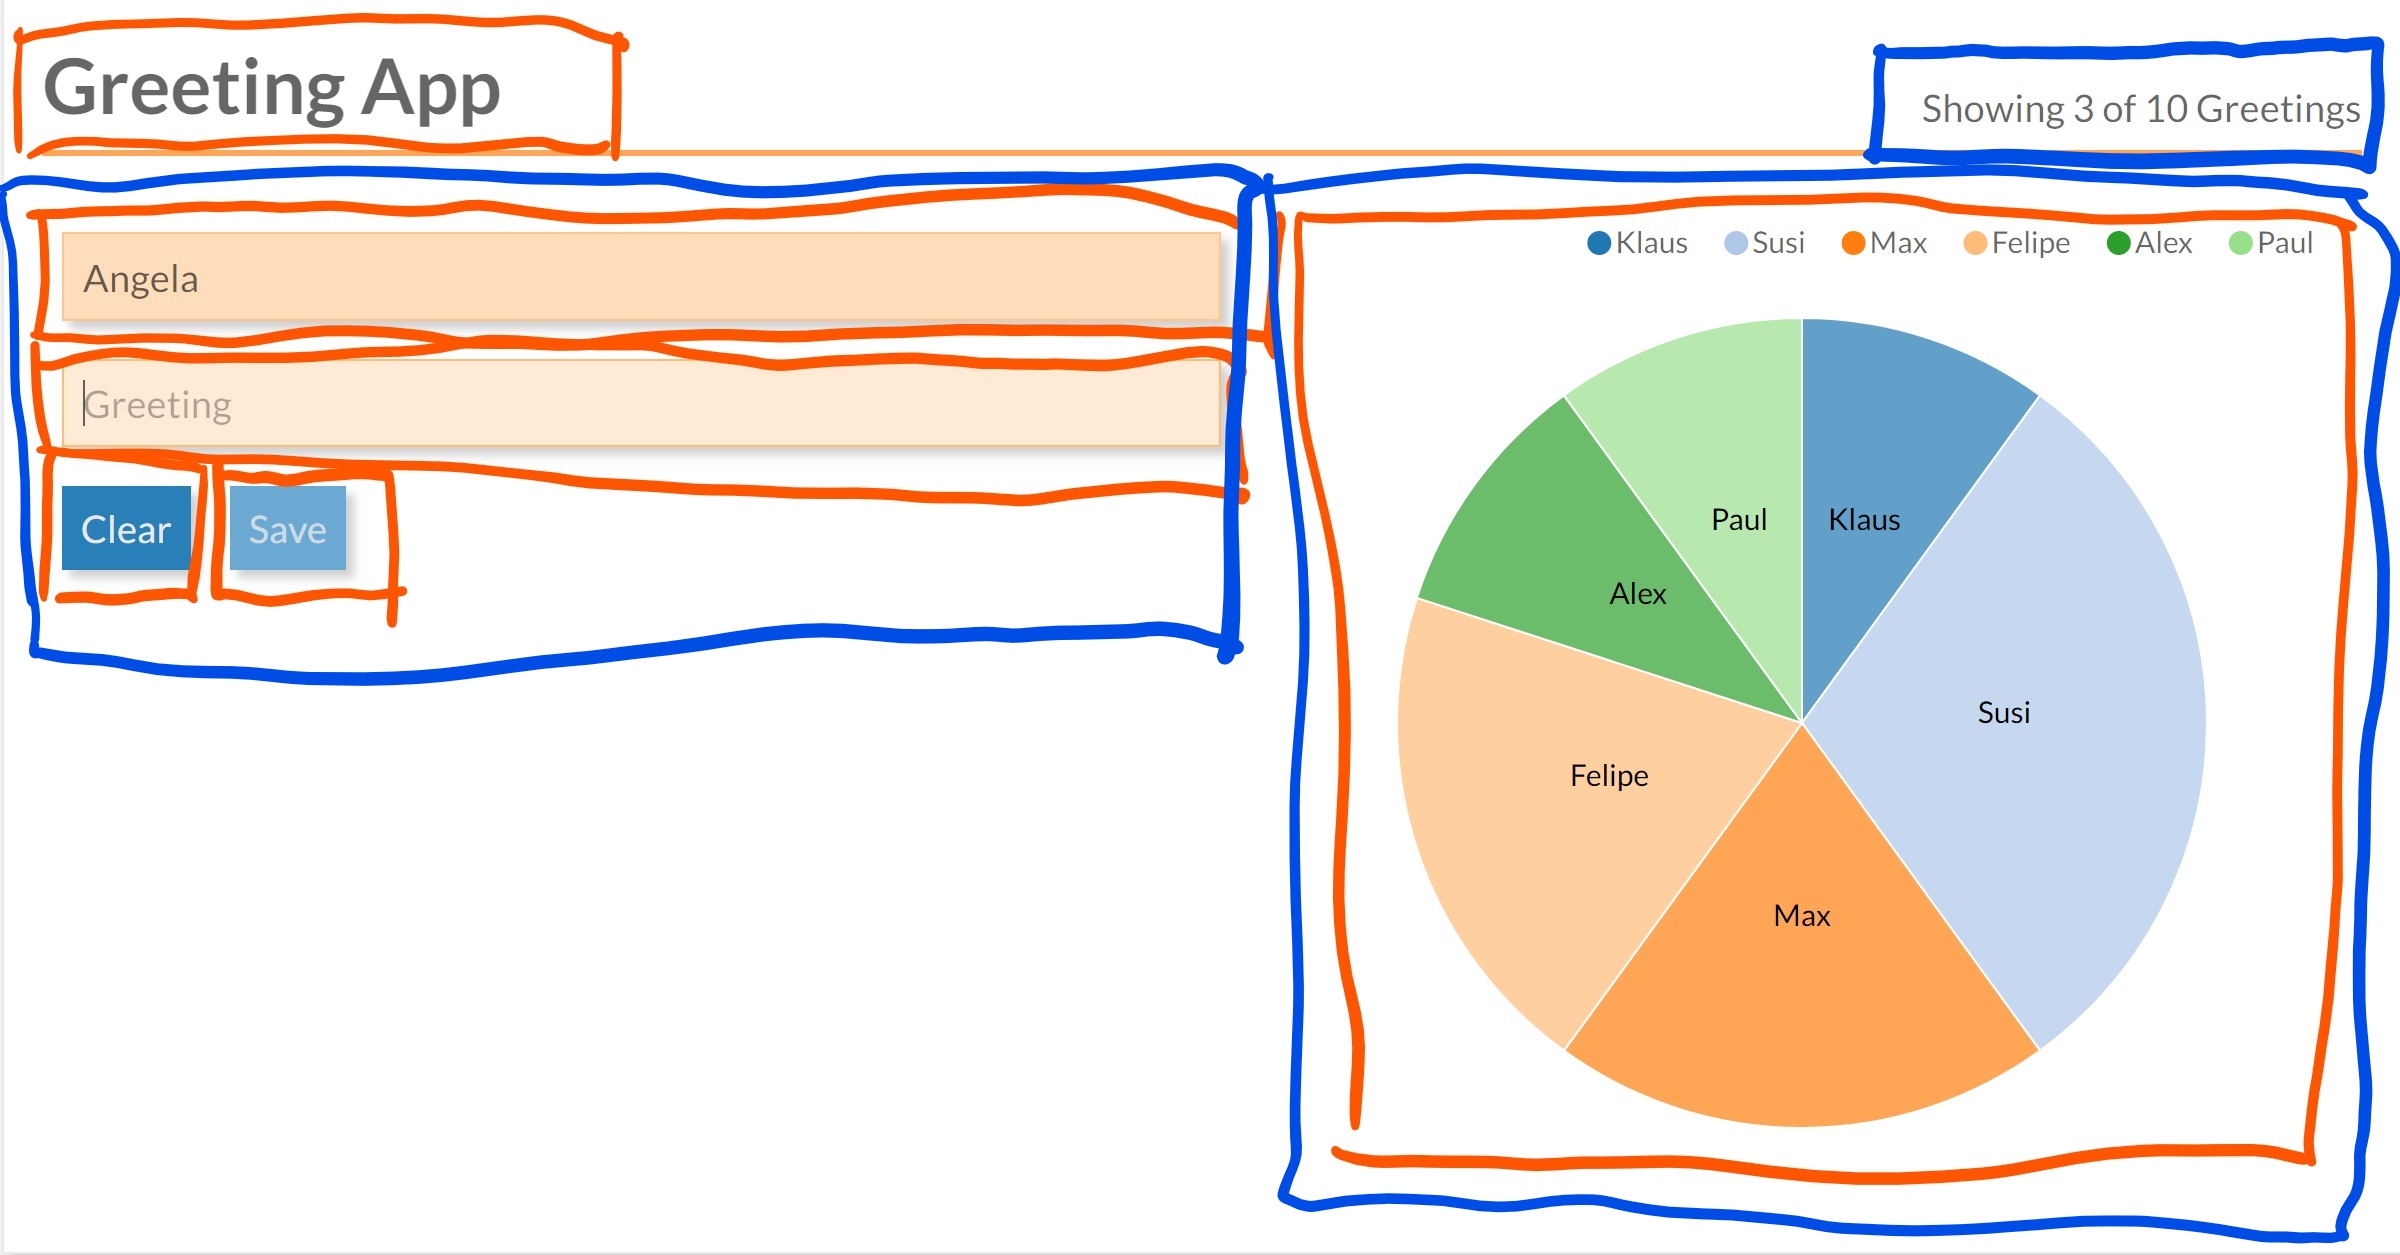 Greeting App
Showing 3 of 10 Greetings
Angela
Greeting
Clear
Save
Klaus Susi Max Felipe Alex Paul
Paul
Klaus
Alex
Susi
Felipe
Max